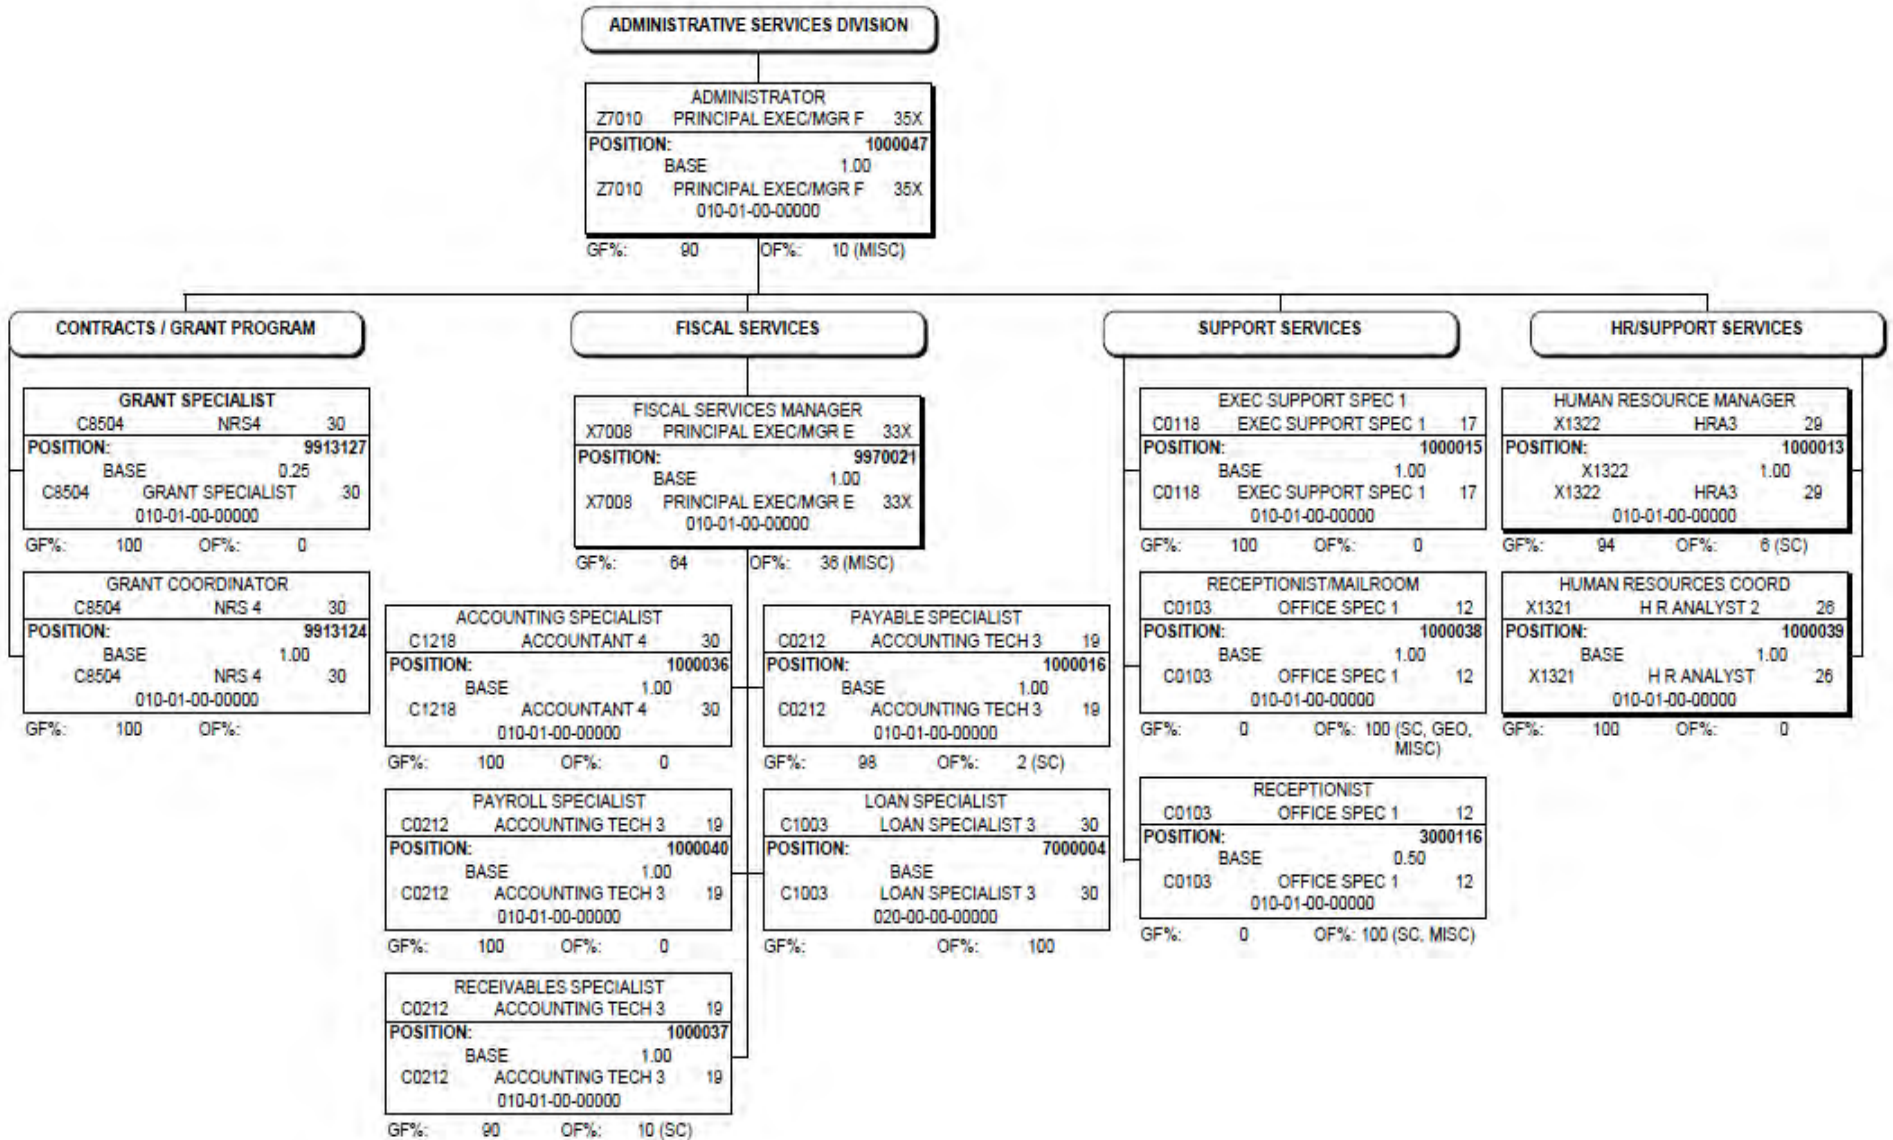 ADMINISTRATIVE SERVICES DIVISION
ADMINISTRATOR
Z7010 PRINCIPAL EXEC/MGR F 35X
POSITION: 1000047
BASE 1.00
Z7010 PRINCIPAL EXEC/MGR F 35X
010-01-00-00000
GF%: 90 OF%: 10 (MISC)
CONTRACTS / GRANT PROGRAM
GRANT SPECIALIST
C8504 NRS4 30
POSITION: 9913127
BASE 0.25
C8504 GRANT SPECIALIST 30
010-01-00-00000
GF%: 100 OF%: 0
GRANT COORDINATOR
C8504 NRS 4 30
POSITION: 9913124
BASE 1.00
C8504 NRS 4 30
010-01-00-00000
GF%: 100 OF%:
FISCAL SERVICES
FISCAL SERVICES MANAGER
X7008 PRINCIPAL EXEC/MGR E 33X
POSITION: 9970021
BASE 1.00
X7008 PRINCIPAL EXEC/MGR E 33X
010-01-00-00000
GF%: 64 OF%: 36 (MISC)
ACCOUNTING SPECIALIST
C1218 ACCOUNTANT 4 30
POSITION: 1000036
BASE 1.00
C1218 ACCOUNTANT 4 30
010-01-00-00000
GF%: 100 OF%: 0
PAYROLL SPECIALIST
C0212 ACCOUNTING TECH 3 19
POSITION: 1000040
BASE 1.00
C0212 ACCOUNTING TECH 3 19
010-01-00-00000
GF%: 100 OF%: 0
RECEIVABLES SPECIALIST
C0212 ACCOUNTING TECH 3 19
POSITION: 1000037
BASE 1.00
C0212 ACCOUNTING TECH 3 19
010-01-00-00000
GF%: 90 OF%: 10 (SC)
PAYABLE SPECIALIST
C0212 ACCOUNTING TECH 3 19
POSITION: 1000016
BASE 1.00
C0212 ACCOUNTING TECH 3 19
010-01-00-00000
GF%: 98 OF%: 2 (SC)
LOAN SPECIALIST
C1003 LOAN SPECIALIST 3 30
POSITION: 7000004
BASE
C1003 LOAN SPECIALIST 3 30
020-00-00-00000
GF%: OF%: 100
SUPPORT SERVICES
EXEC SUPPORT SPEC 1
C0118 EXEC SUPPORT SPEC 1 17
POSITION: 1000015
BASE 1.00
C0118 EXEC SUPPORT SPEC 1 17
010-01-00-00000
GF%: 100 OF%: 0
RECEPTIONIST/MAILROOM
C0103 OFFICE SPEC 1 12
POSITION: 1000038
BASE 1.00
C0103 OFFICE SPEC 1 12
010-01-00-00000
GF%: 0 OF%: 100 (SC, GEO,
MISC)
RECEPTIONIST
C0103 OFFICE SPEC 1 12
POSITION: 3000116
BASE 0.50
C0103 OFFICE SPEC 1 12
010-01-00-00000
GF%: 0 OF%: 100 (SC, MISC)
HR/SUPPORT SERVICES
HUMAN RESOURCE MANAGER
X1322 HRA3 29
POSITION: 1000013
X1322 1.00
X1322 HRA3 29
010-01-00-00000
GF%: 94 OF%: 6 (SC)
HUMAN RESOURCES COORD
X1321 H R ANALYST 2 26
POSITION: 1000039
BASE 1.00
X1321 H R ANALYST 26
010-01-00-00000
GF%: 100 OF%: 0